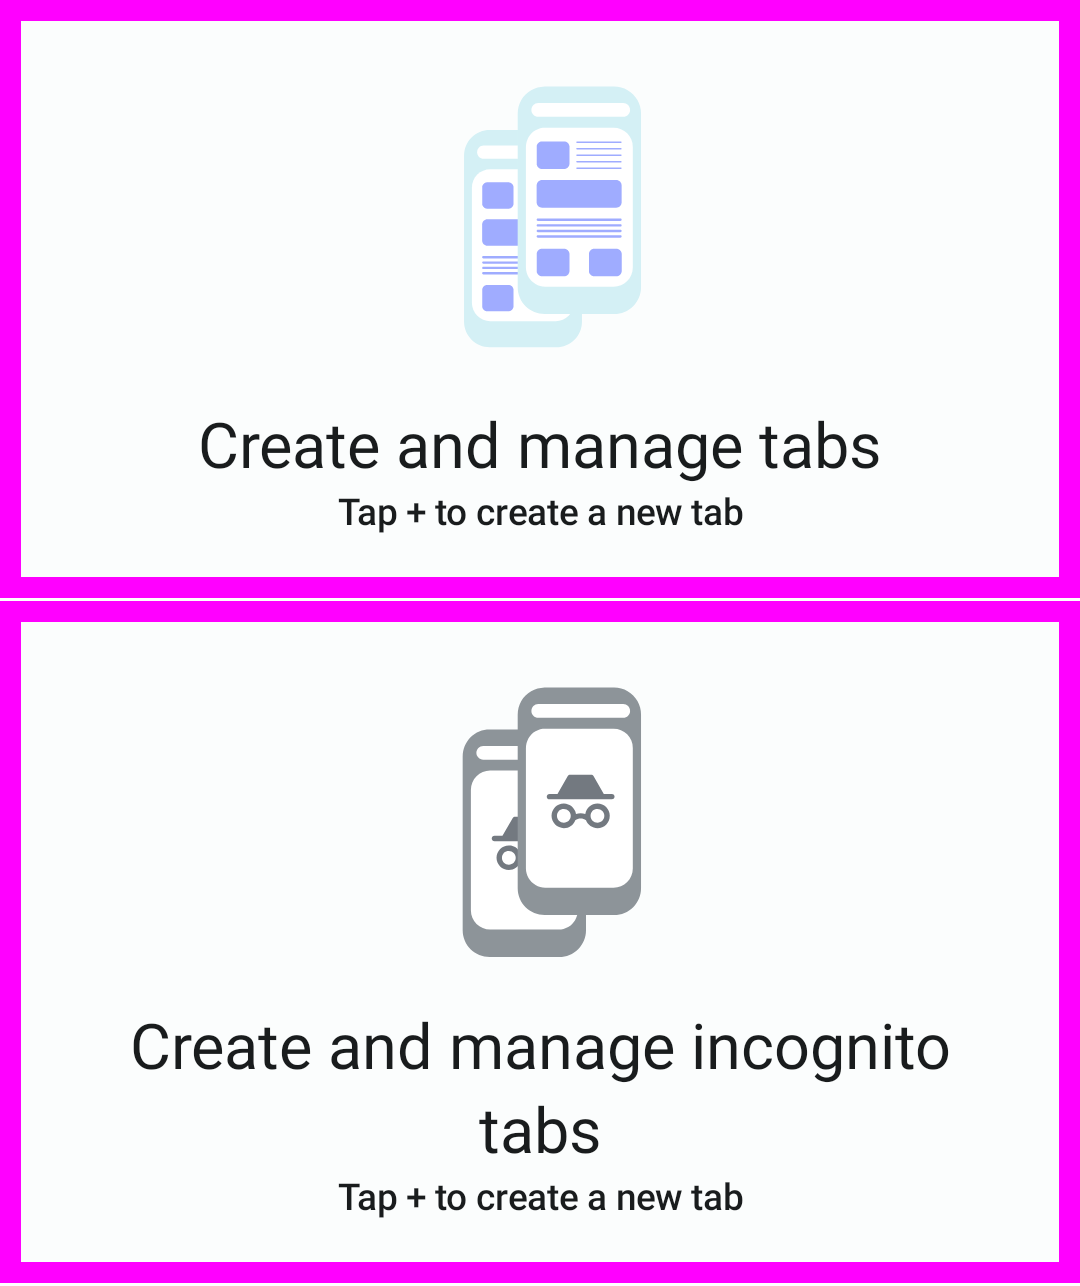 Create and manage tabs
Tap + to create a new tab
Create and manage incognito
tabs
Tap + to create a new tab